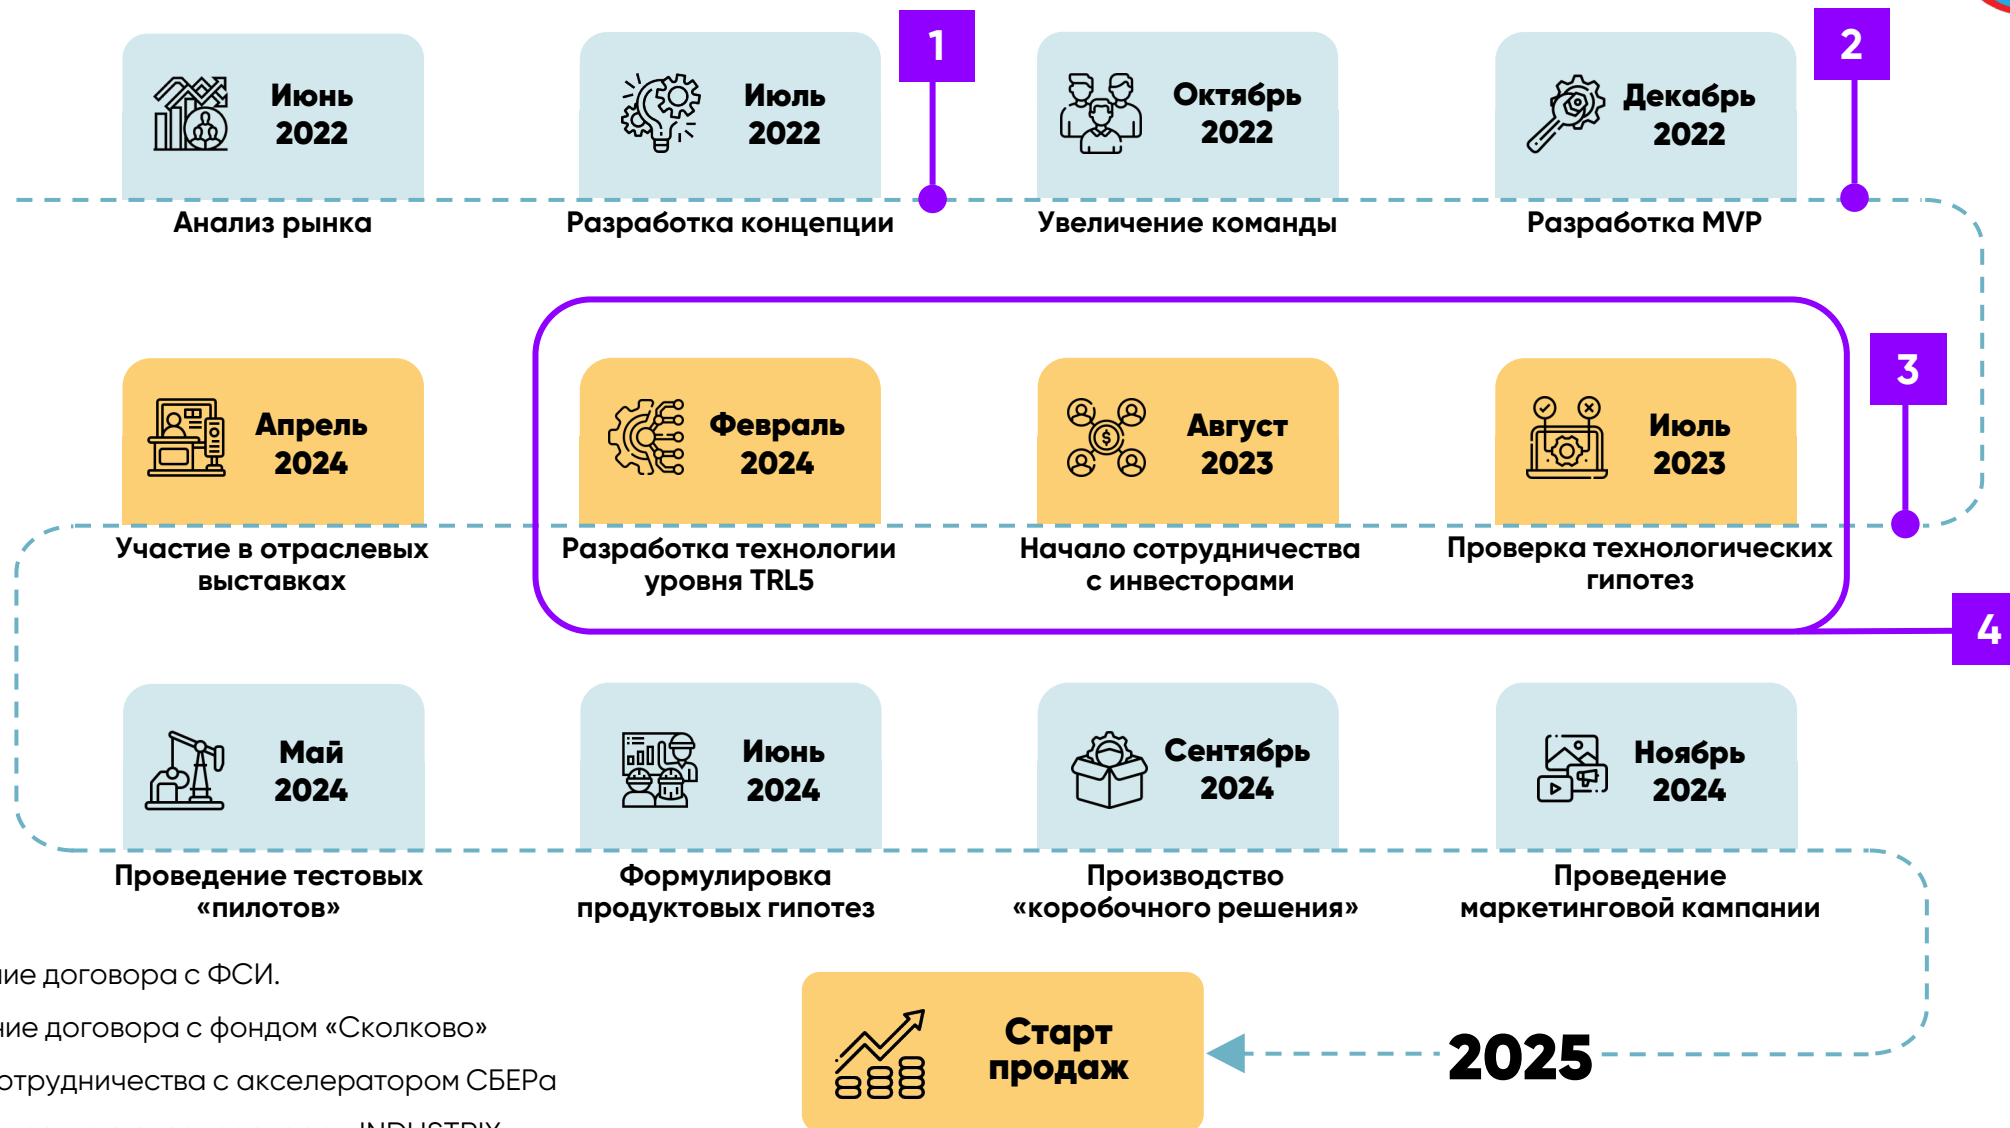 1
2
Июнь
2022
Июль
2022
Октябрь
2022
Декабрь
2022
Анализ рынка
Разработка концепции
Увеличение команды
Разработка MVP
3
Апрель
2024
Февраль
2024
Август
2023
Июль
2023
Участие в отраслевых
выставках
Разработка технологии
уровня TRL5
Начало сотрудничества
с инвесторами
Проверка технологических
гипотез
4
Май
2024
Июнь
2024
Сентябрь
2024
Ноябрь
2024
Проведение тестовых
«пилотов»
Формулировка
продуктовых гипотез
Производство
«коробочного решения»
Проведение
маркетинговой кампании
договора с ФСИ.
договора с фондом «Сколково»
с акселератором СБЕРа
INDUSTRIX
Старт
продаж
2025